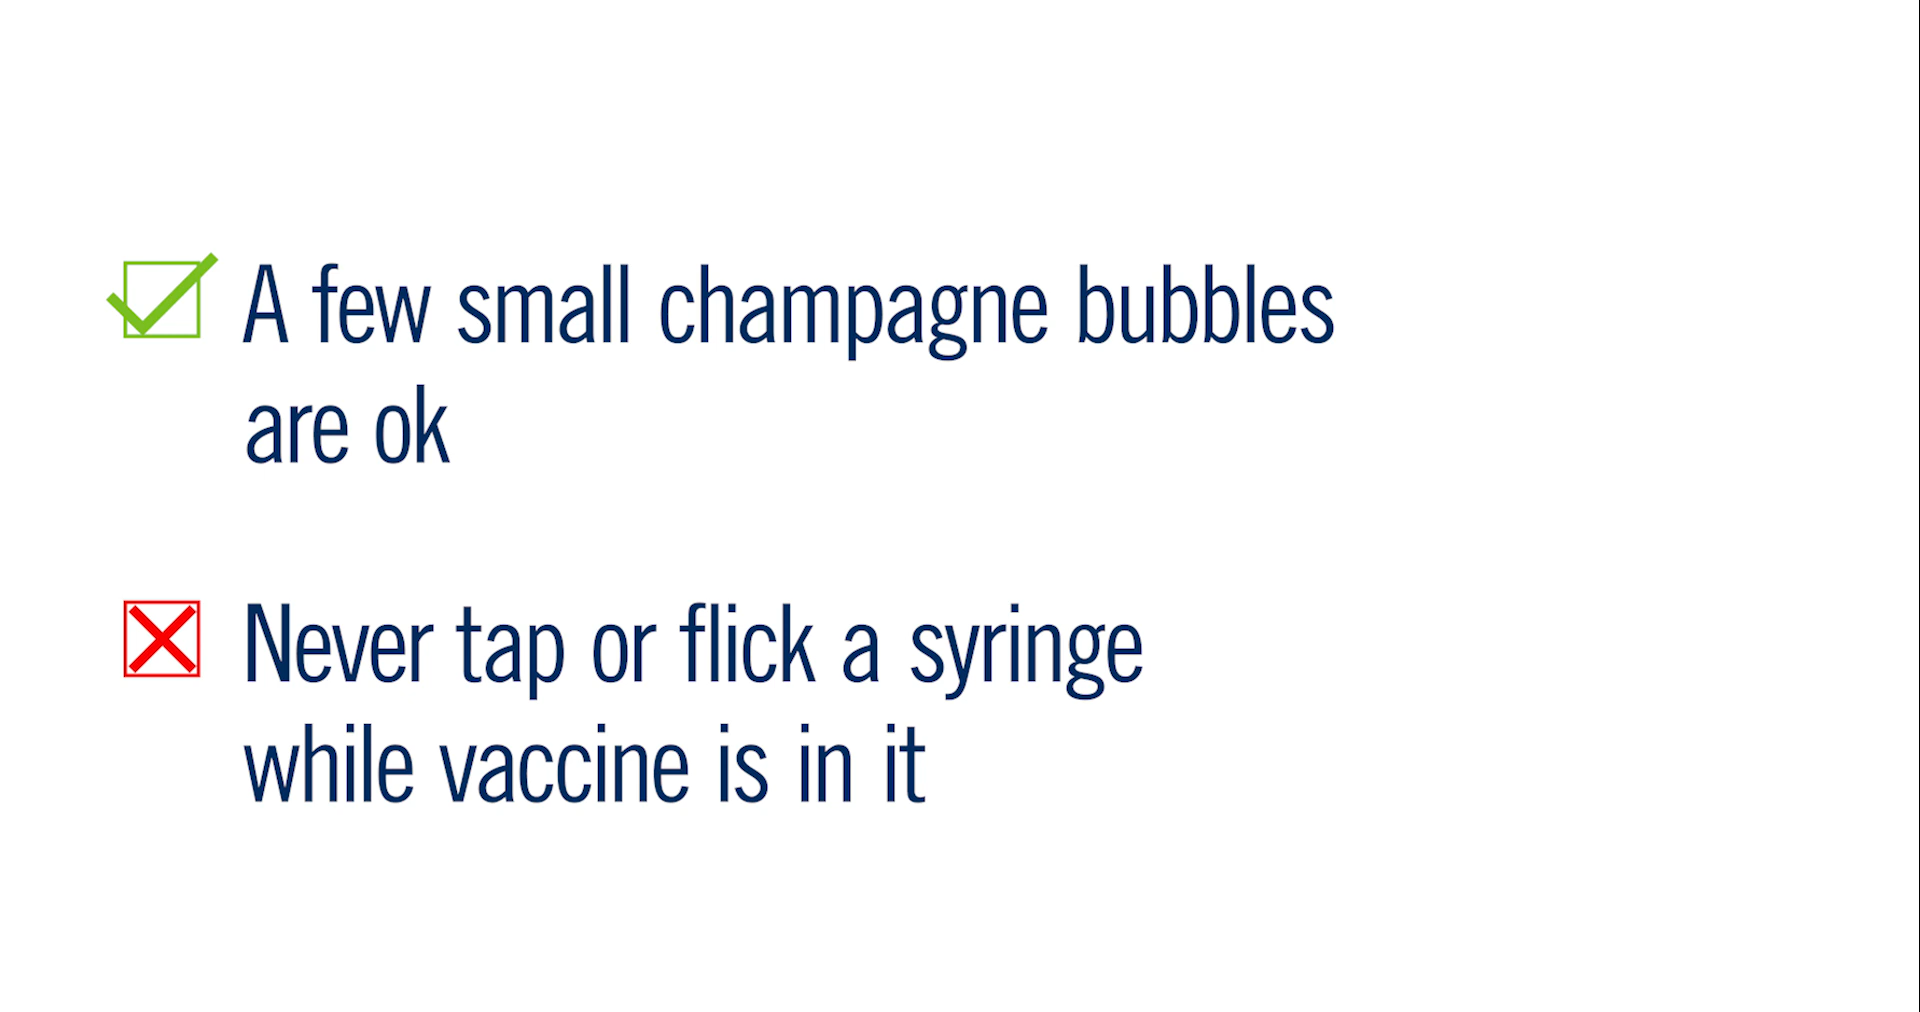 A few small champagne bubbles
are ok
Never tap or flick a syringe
while vaccine is in it